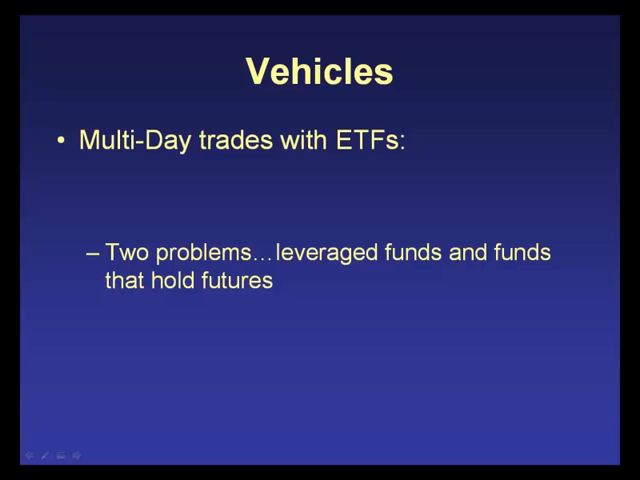 Vehicles
• Multi-Day trades with ETFs:
– Two problems…leveraged funds and funds
that hold futures